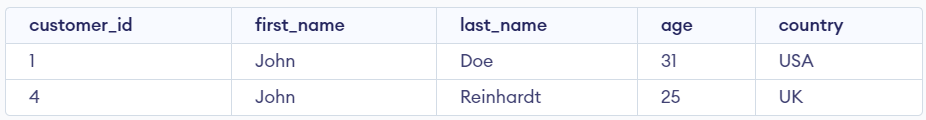 customer_id first_name last_name age country
1 John Doe 31 USA
4 John Reinhardt 25 UK